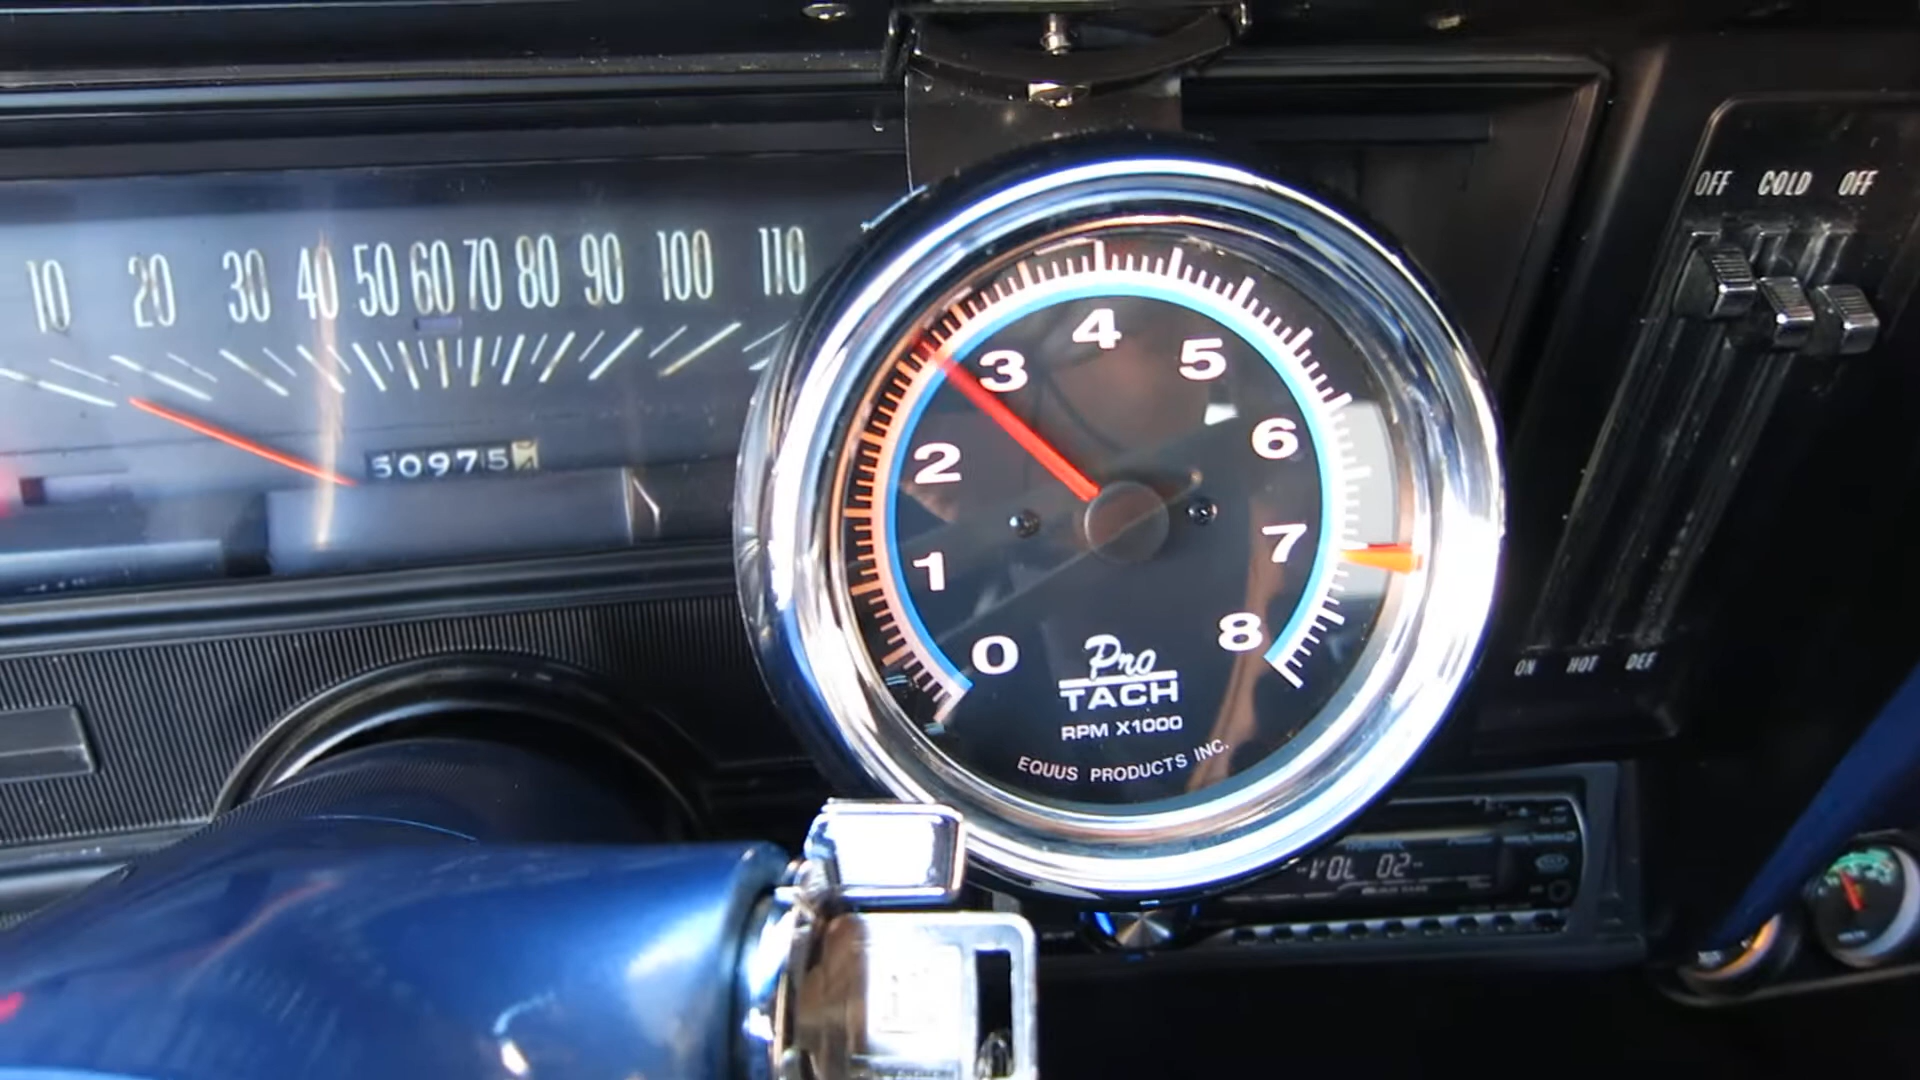 10 20 30 40 50 60 70 80 90 100 110
50975
0 1 2 3 4 5 6 7 8
Pro
TACH
RPM X1000
EQUUS PRODUCTS INC.
OFF COLD OFF
ON HOT DEF
VOL 02